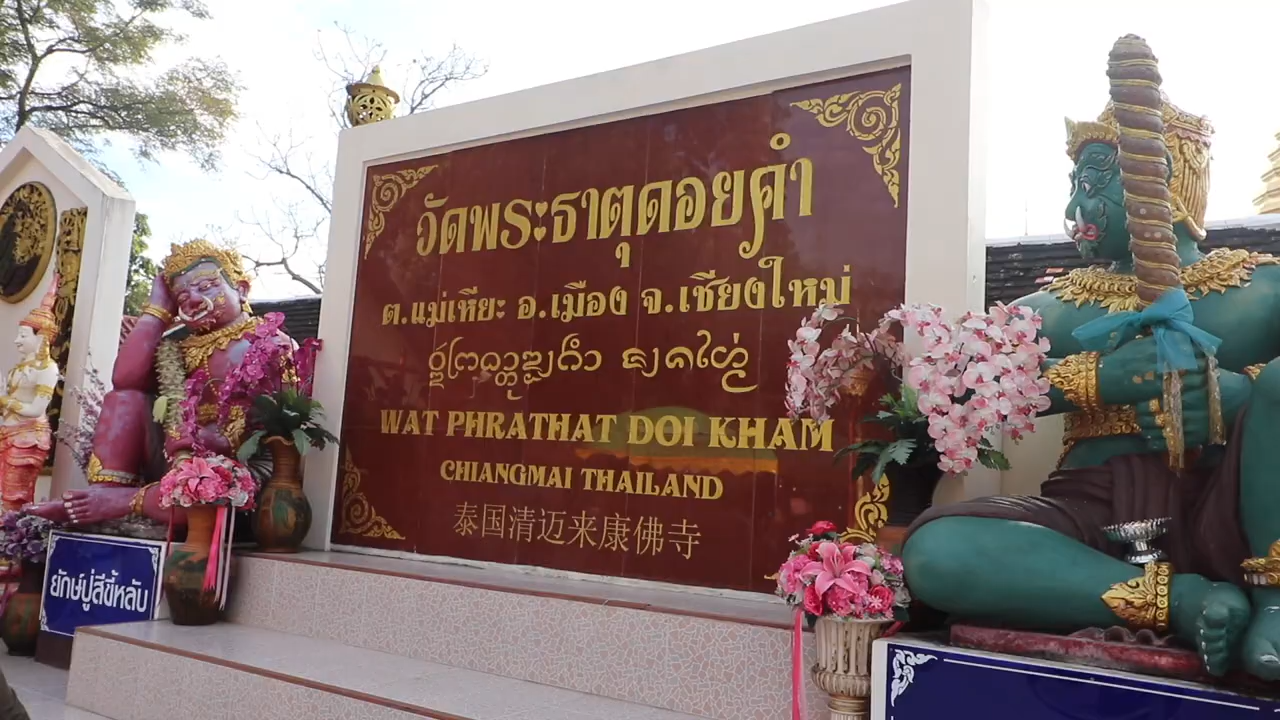 วัดพระธาตุดอยคำ
ต.แม่เหียะ อ.เมือง จ.เชียงใหม่
WAT PHRATHAT DOI KHAM
CHIANGMAI THAILAND
泰国清迈来康佛寺
ยักษ์ปู่สีขี้หลับ